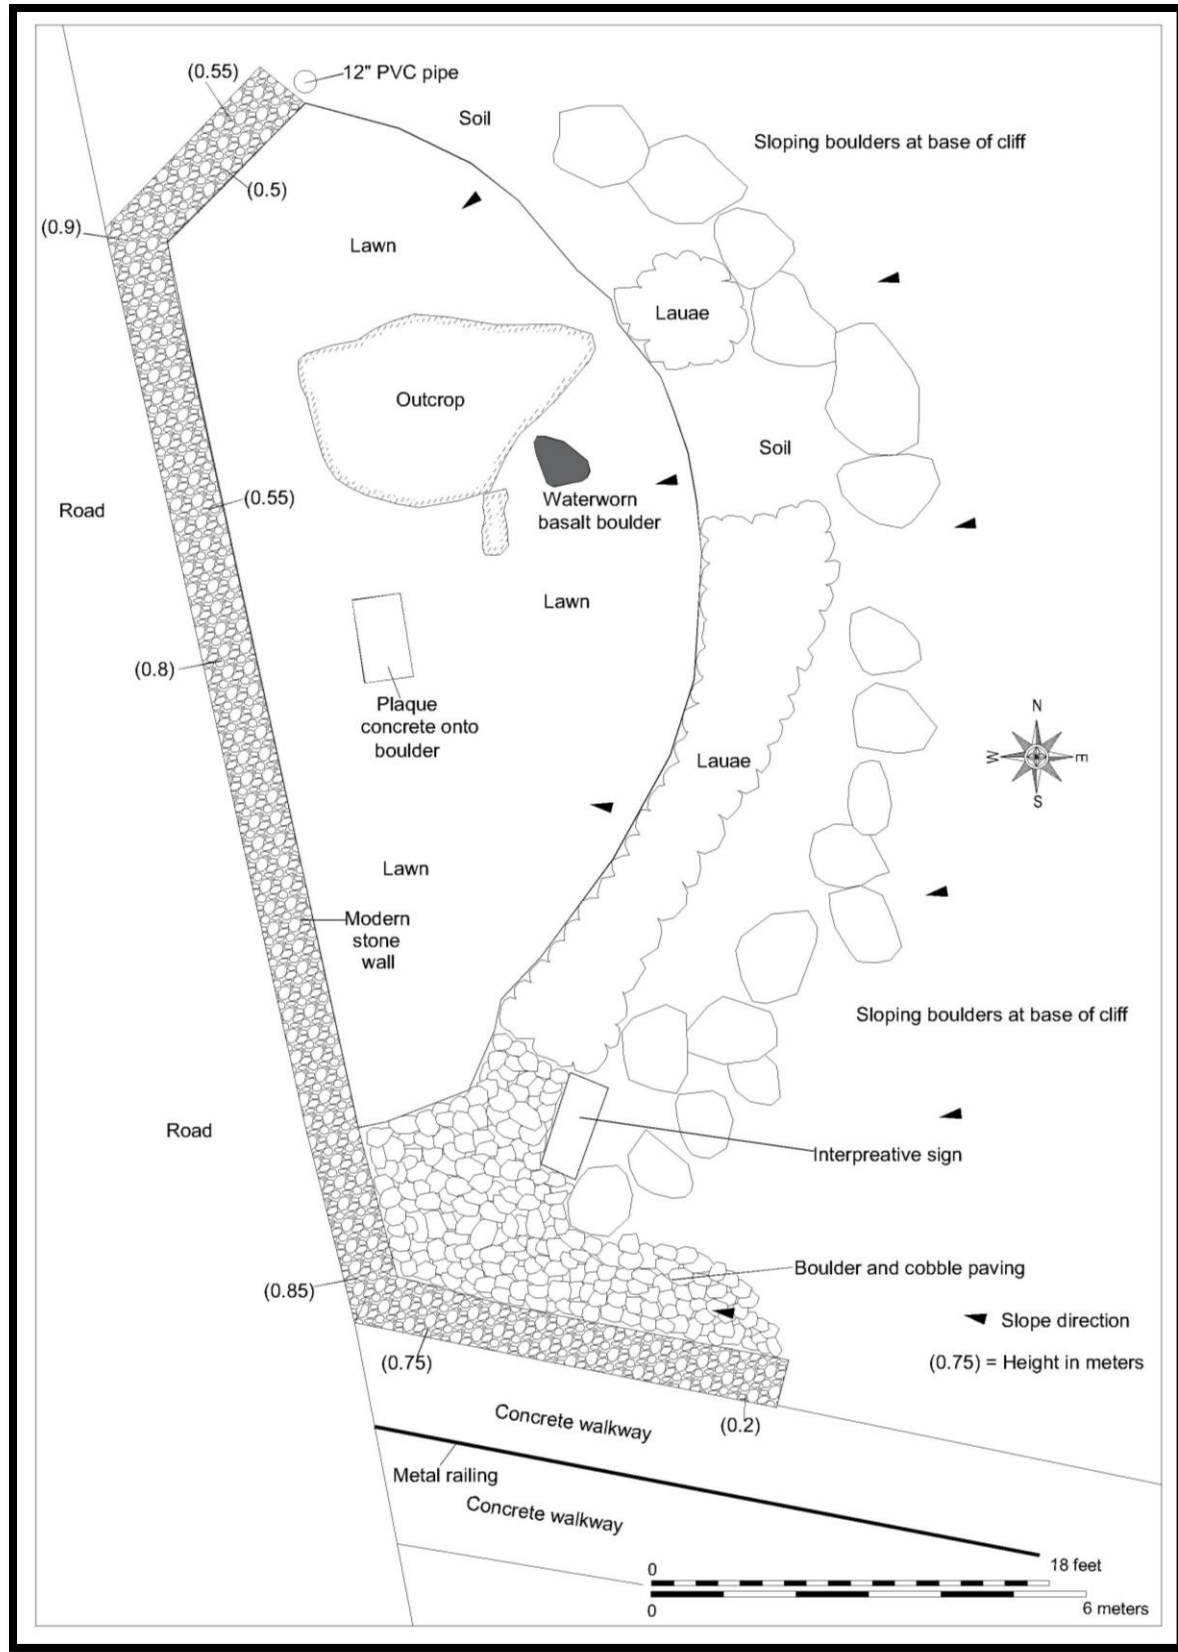 (0.55)
12" PVC pipe
Soil
Sloping boulders at base of cliff
(0.5)
(0.9)
Lawn
Lauae
Outcrop
Soil
Road
(0.55)
Waterworn
basalt boulder
Lawn
(0.8)
Plaque
concrete onto
boulder
N
W
E
S
Lauae
Lawn
Modern
stone
wall
Sloping boulders at base of cliff
Road
Interpreative sign
Boulder and cobble paving
(0.85)
Slope direction
(0.75)
(0.75) = Height in meters
Concrete walkway
(0.2)
Metal railing
Concrete walkway
0
18 feet
0
6 meters